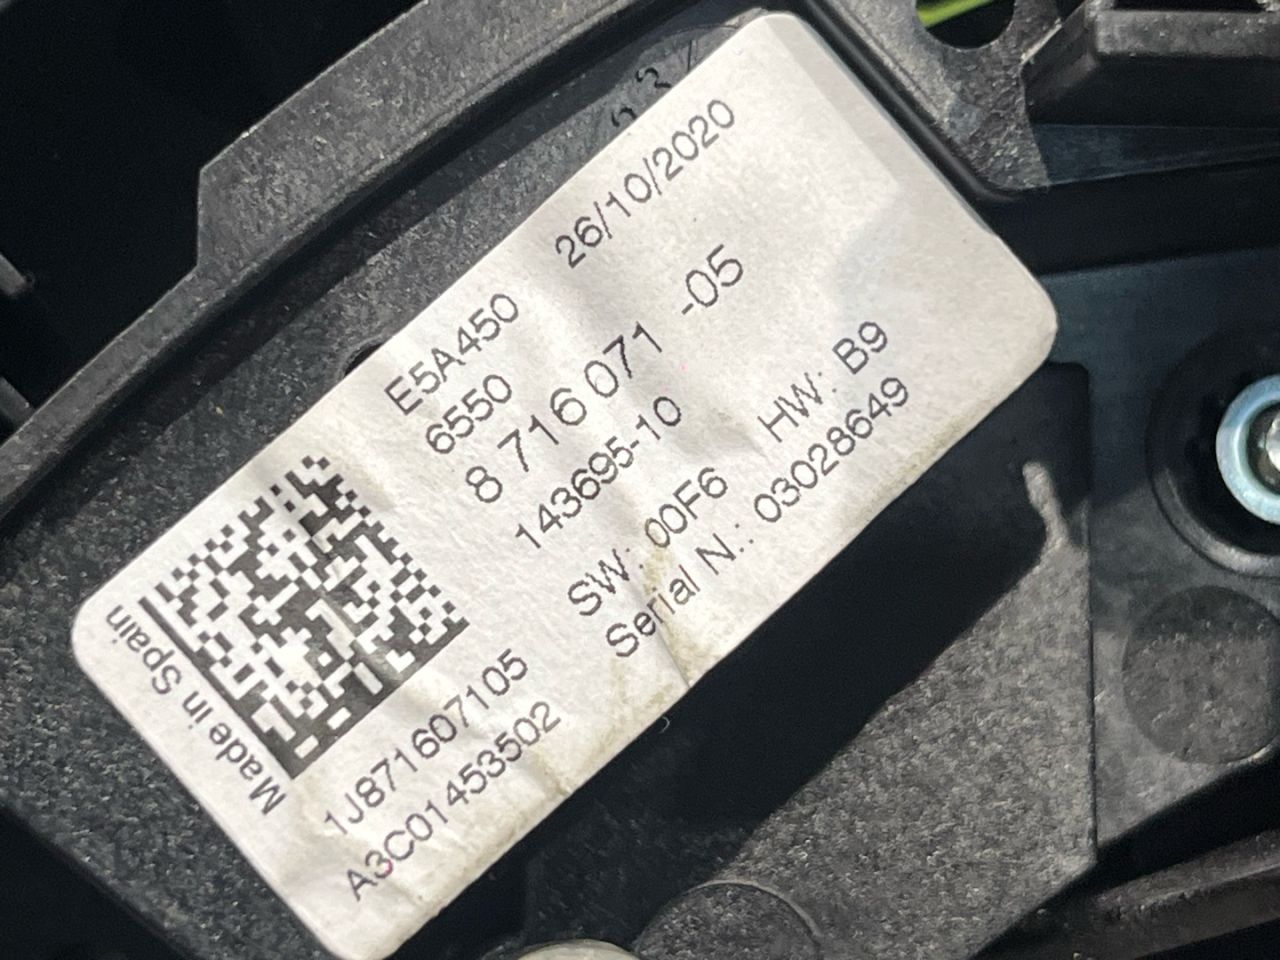 E5A450 26/10/2020
6550
8 716 071 -05
143695-10
SW: 00F6 HW: B9
Serial N.: 03028649
Made in Spain
1J871607105
A3C01453502